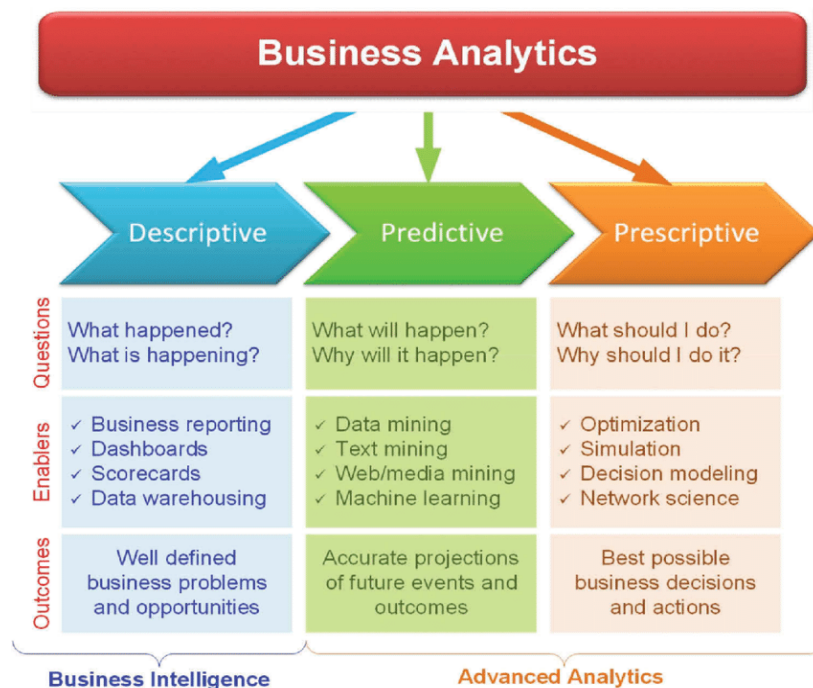 Business Analytics
Descriptive
Predictive
Prescriptive
Questions
What happened?
What is happening?
What will happen?
Why will it happen?
What should I do?
Why should I do it?
Enablers
✓ Business reporting
✓ Dashboards
✓ Scorecards
✓ Data warehousing
✓ Data mining
✓ Text mining
✓ Web/media mining
✓ Machine learning
✓ Optimization
✓ Simulation
✓ Decision modeling
✓ Network science
Outcomes
Well defined
business problems
and opportunities
Accurate projections
of future events and
outcomes
Best possible
business decisions
and actions
Business Intelligence
Advanced Analytics